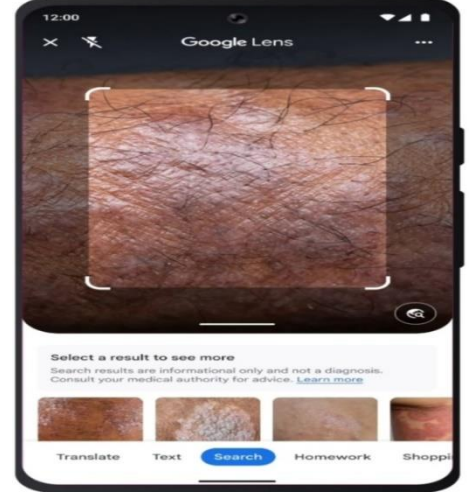 12:00
Google Lens
Select a result to see more
Search results are informational only and not a diagnosis.
Consult your medical authority for advice. Learn more
Translate Text Search Homework Shoppi